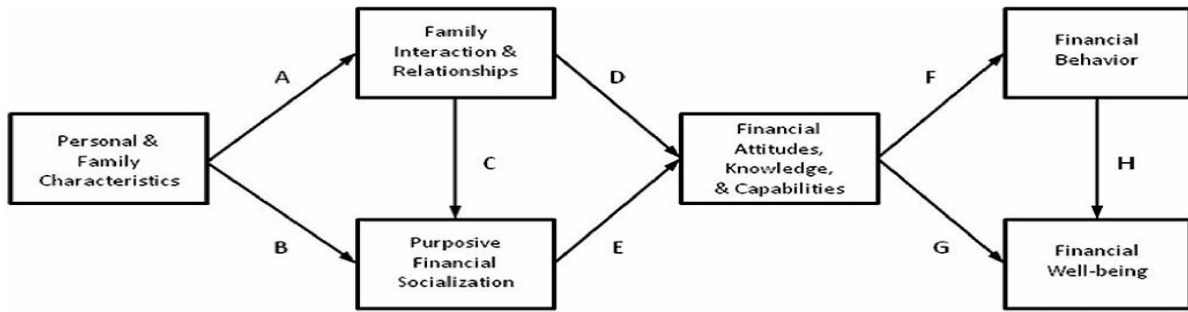 Personal &
Family
Characteristics
A
B
Family
Interaction &
Relationships
C
Purposive
Financial
Socialization
D
E
Financial
Attitudes,
Knowledge,
& Capabilities
F
G
Financial
Behavior
H
Financial
Well-being